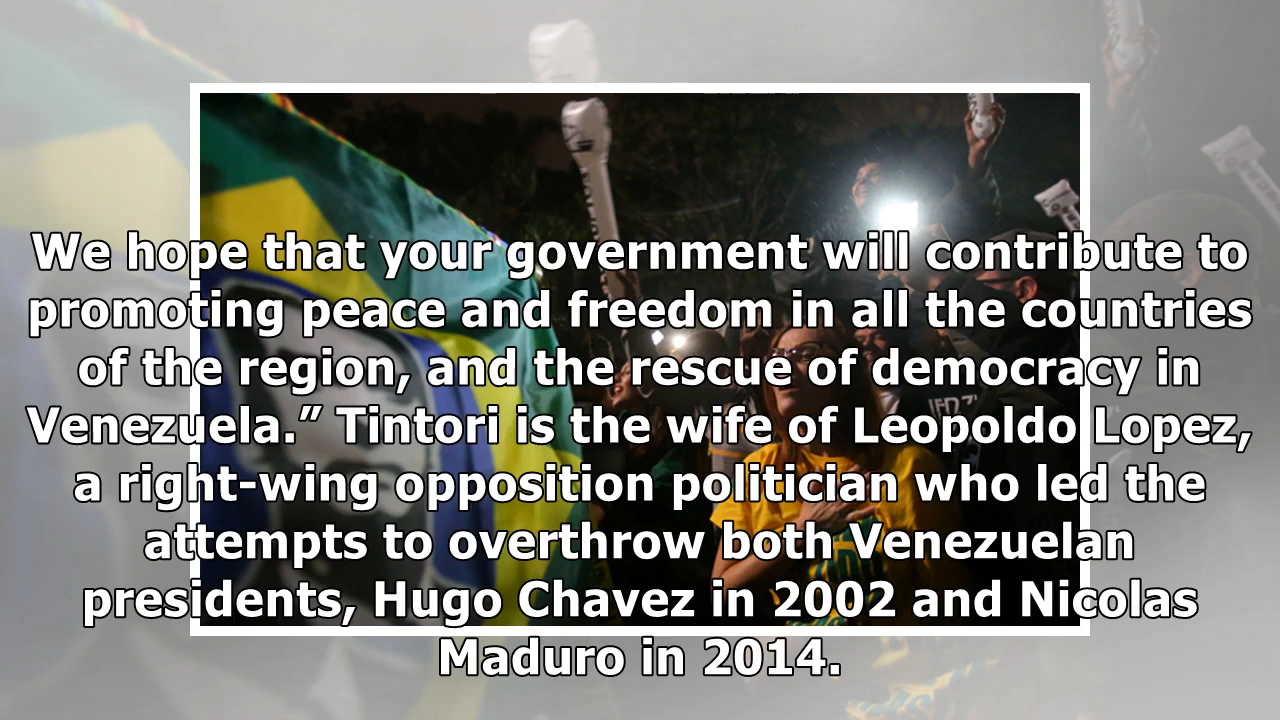 We hope that your government will contribute to
promoting peace and freedom in all the countries
of the region, and the rescue of democracy in
Venezuela.” Tintori is the wife of Leopoldo Lopez,
a right-wing opposition politician who led the
attempts to overthrow both Venezuelan
presidents, Hugo Chavez in 2002 and Nicolas
Maduro in 2014.